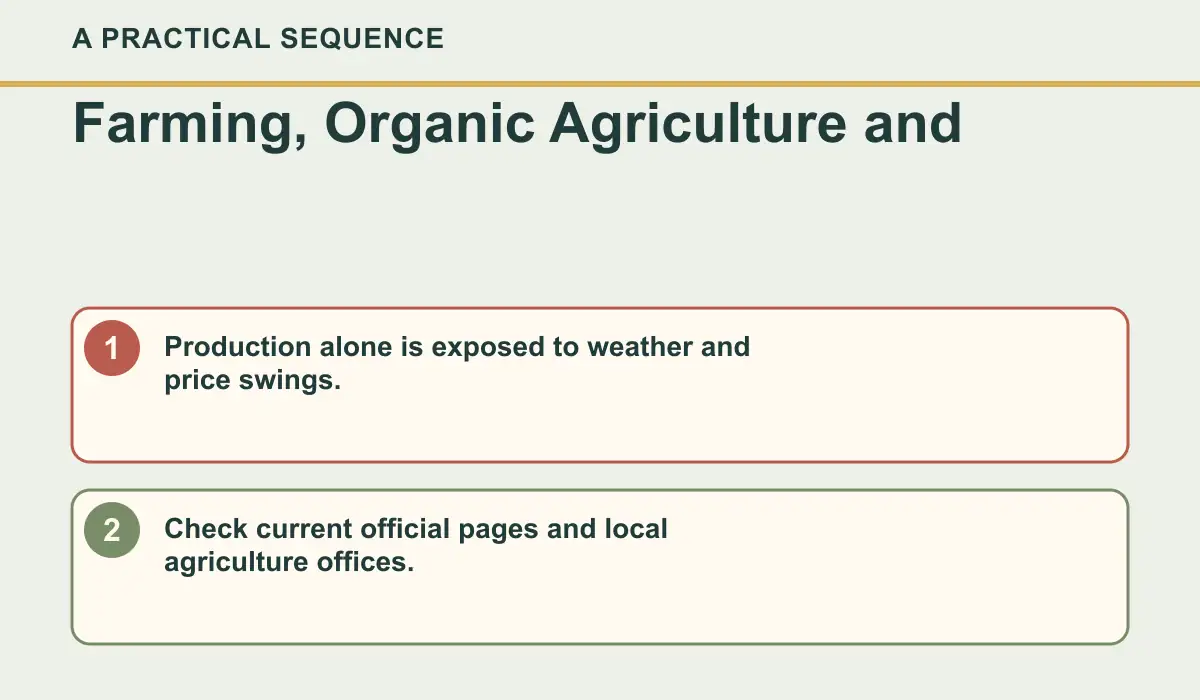 A PRACTICAL SEQUENCE
Farming, Organic Agriculture and
1
Production alone is exposed to weather and
price swings.
2
Check current official pages and local
agriculture offices.